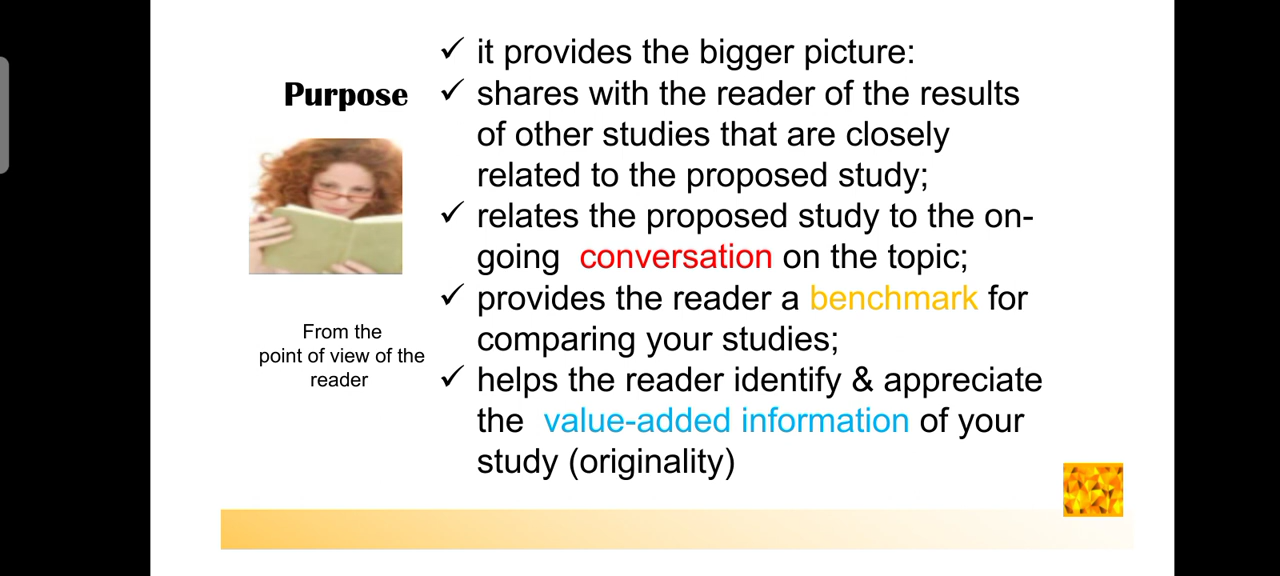 Purpose
From the
point of view of the
reader
✓ it provides the bigger picture:
✓ shares with the reader of the results
of other studies that are closely
related to the proposed study;
✓ relates the proposed study to the on-
going conversation on the topic;
✓ provides the reader a benchmark for
comparing your studies;
✓ helps the reader identify & appreciate
the value-added information of your
study (originality)